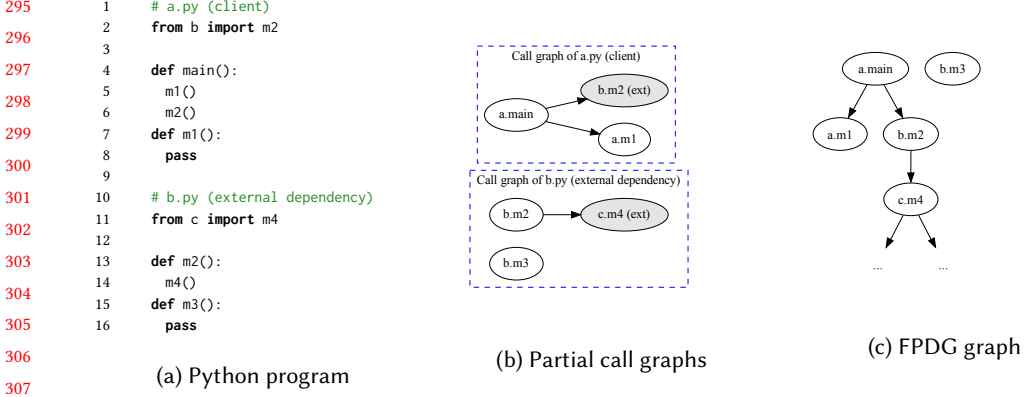 295
296
297
298
299
300
301
302
303
304
305
306
307
1 # a.py (client)
2 from b import m2
3
4 def main():
5 m1()
6 m2()
7 def m1():
8 pass
9
10 # b.py (external dependency)
11 from c import m4
12
13 def m2():
14 m4()
15 def m3():
16 pass
(a) Python program
Call graph of a.py (client)
b.m2 (ext)
a.main
a.m1
Call graph of b.py (external dependency)
b.m2
c.m4 (ext)
b.m3
(b) Partial call graphs
a.main
b.m3
a.m1
b.m2
c.m4
...
...
(c) FPDG graph